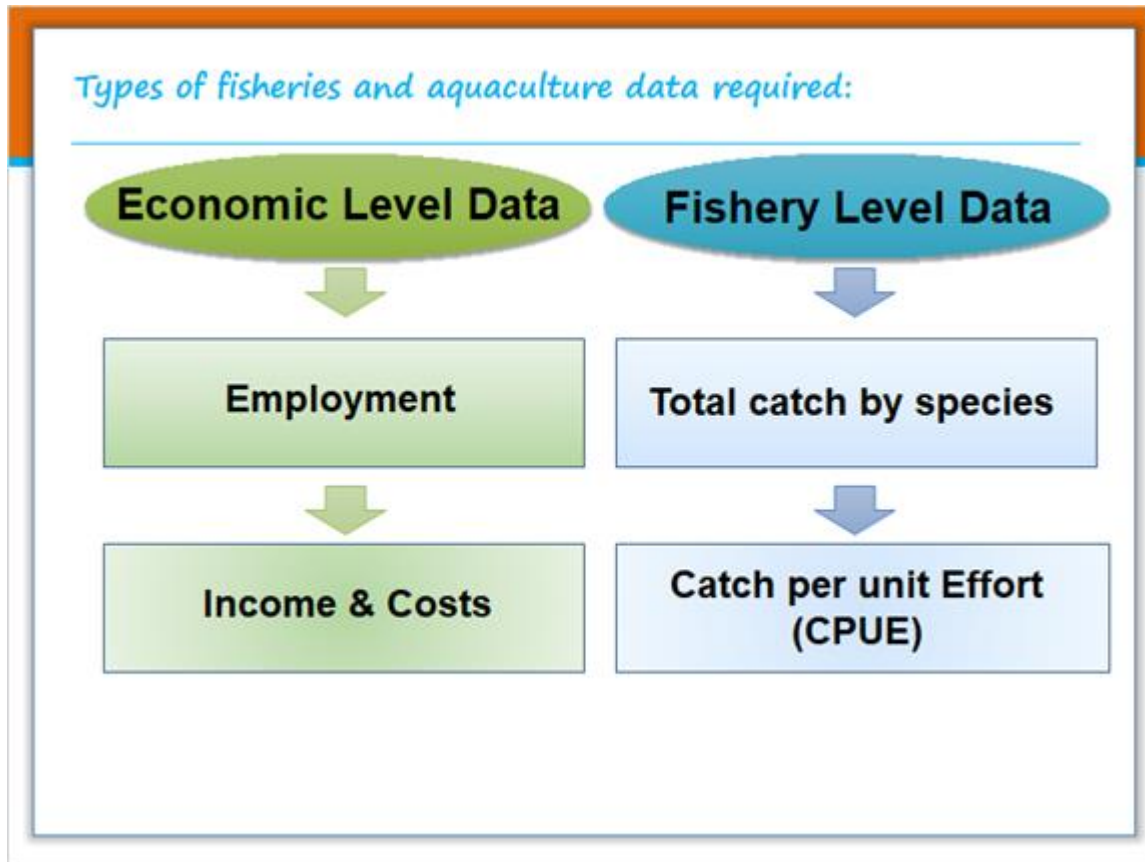 Types of fisheries and aquaculture data required:
Economic Level Data
Employment
Income & Costs
Fishery Level Data
Total catch by species
Catch per unit Effort
(CPUE)